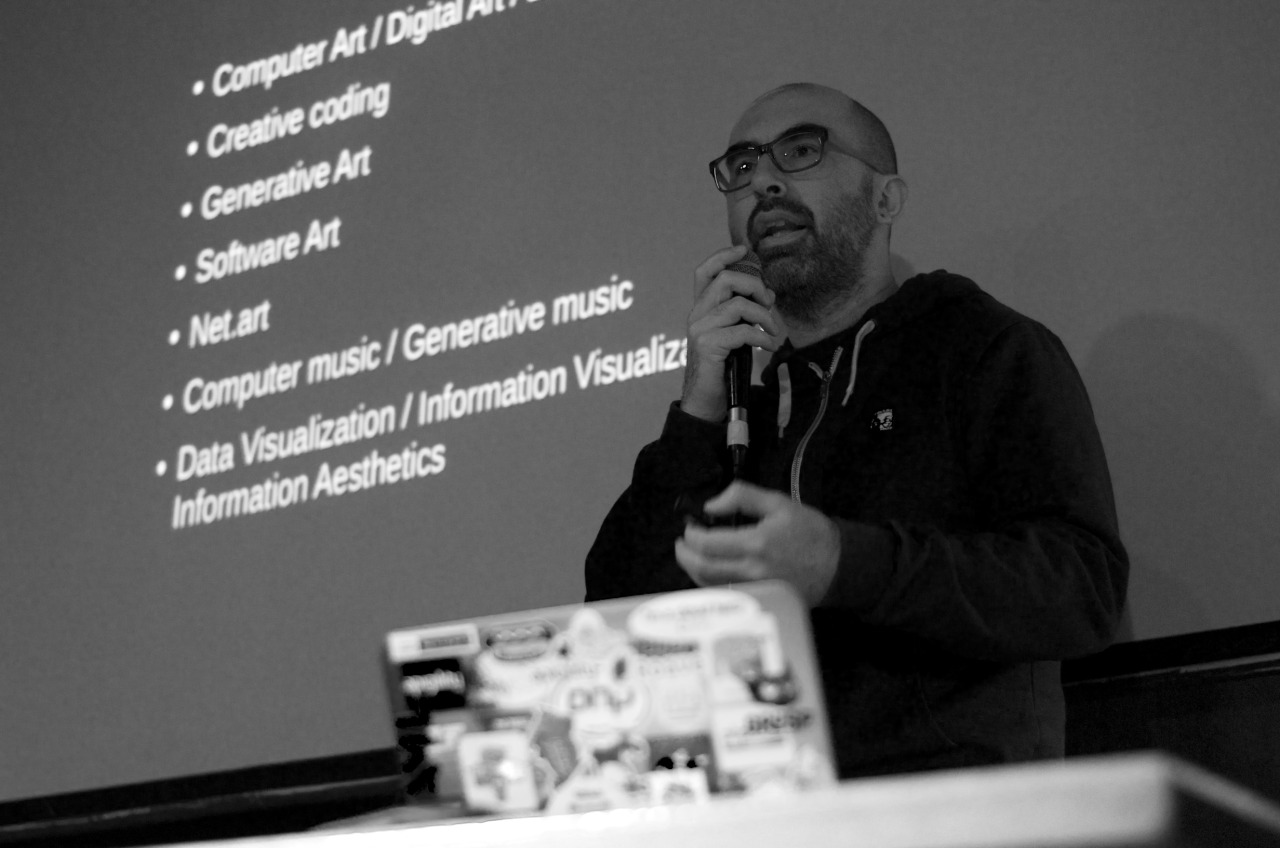 • Computer Art / Digital Art /
• Creative coding
• Generative Art
• Software Art
• Net.art
• Computer music / Generative music
• Data Visualization / Information Visualiza
Information Aesthetics